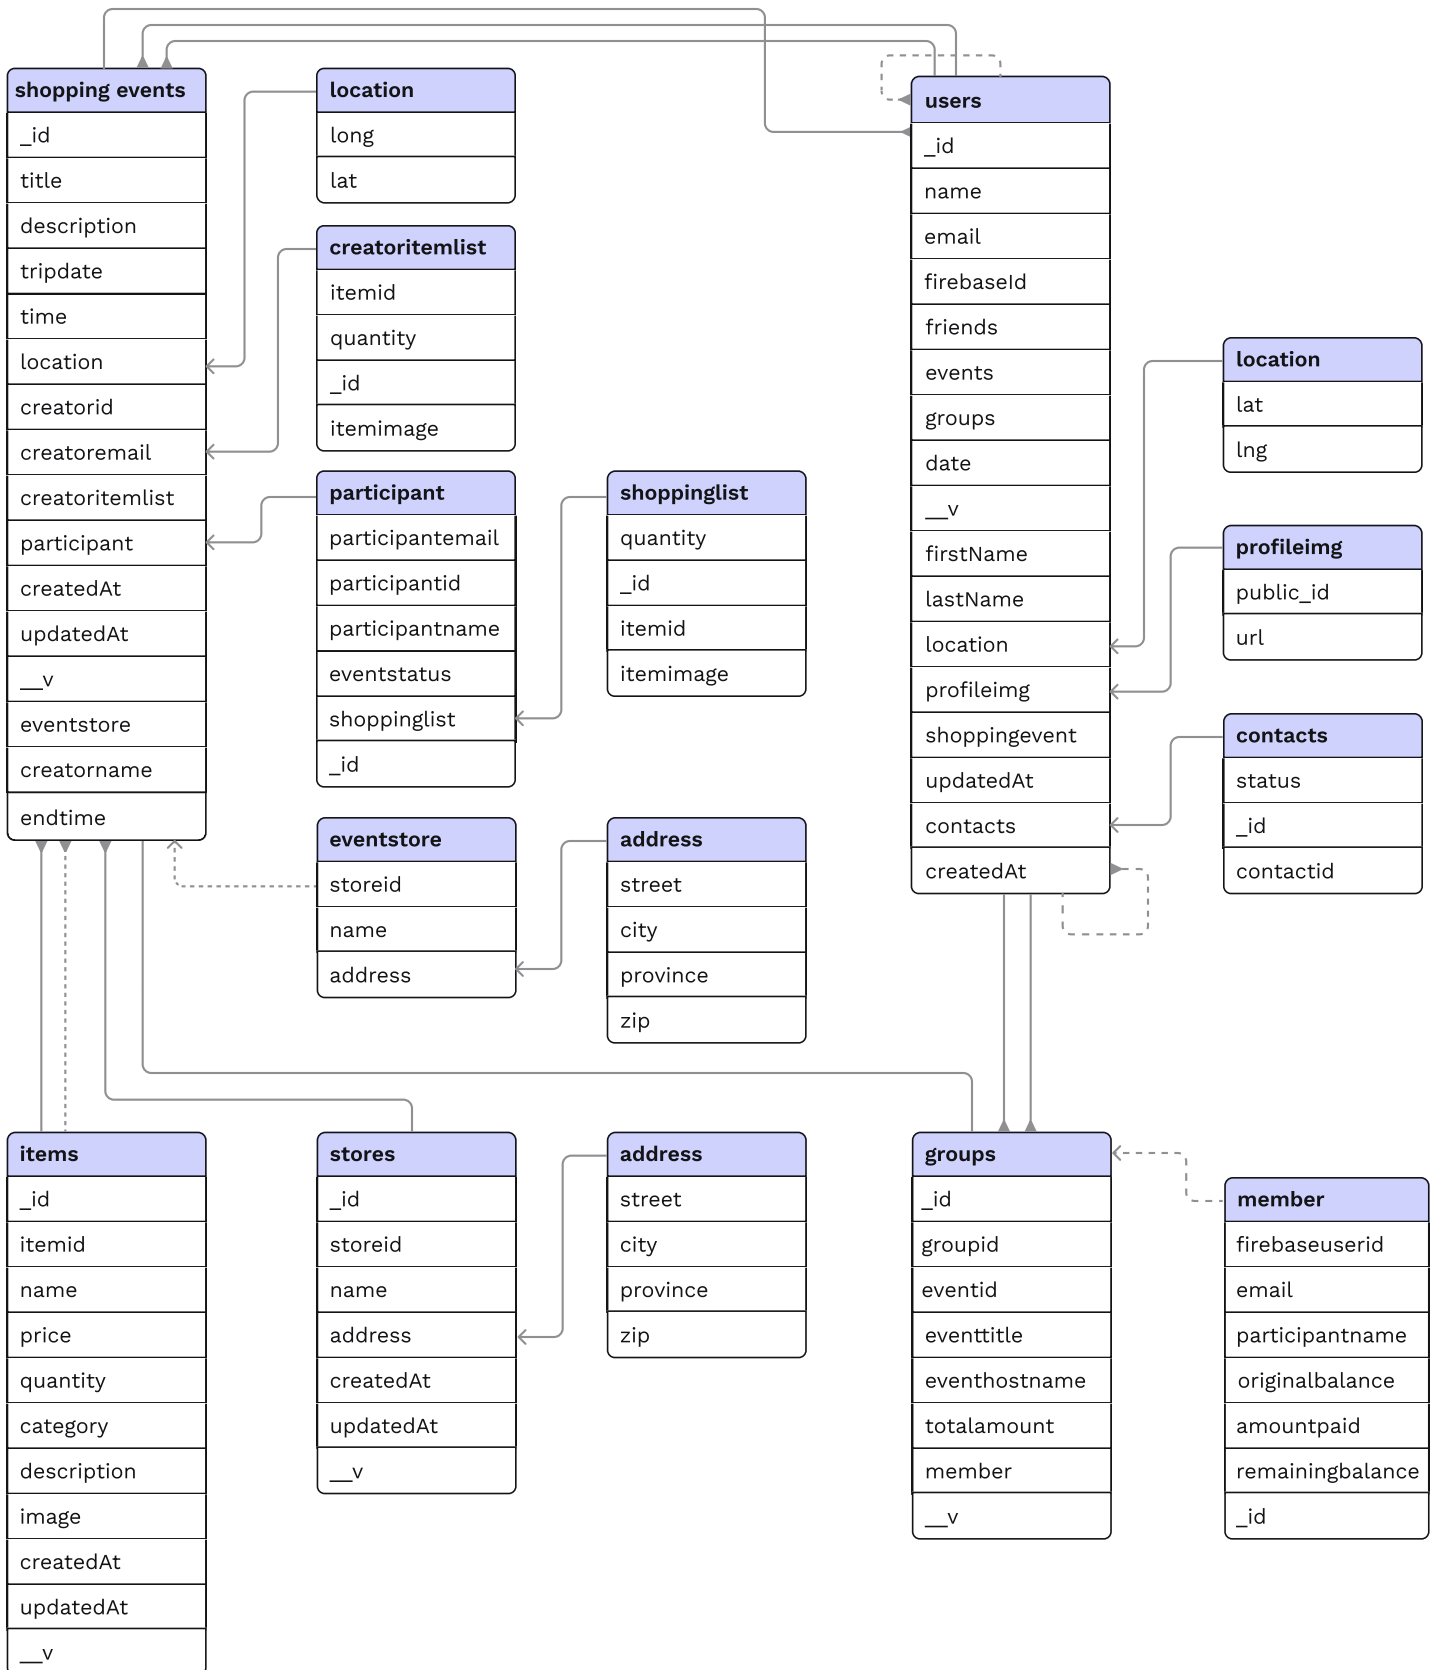 shopping events
_id
title
description
tripdate
time
location
creatorid
creatoremail
creatoritemlist
participant
createdAt
updatedAt
__v
eventstore
creatorname
endtime
location
long
lat
creatoritemlist
itemid
quantity
_id
itemimage
participant
participantemail
participantid
participantname
eventstatus
shoppinglist
_id
shoppinglist
quantity
_id
itemid
itemimage
eventstore
storeid
name
address
address
street
city
province
zip
users
_id
name
email
firebaseId
friends
events
groups
date
__v
firstName
lastName
location
profileimg
shoppingevent
updatedAt
contacts
createdAt
location
lat
lng
profileimg
public_id
url
contacts
status
_id
contactid
items
_id
itemid
name
price
quantity
category
description
image
createdAt
updatedAt
__v
stores
_id
storeid
name
address
createdAt
updatedAt
__v
address
street
city
province
zip
groups
_id
groupid
eventid
eventtitle
eventhostname
totalamount
member
__v
member
firebaseuserid
email
participantname
originalbalance
amountpaid
remainingbalance
_id